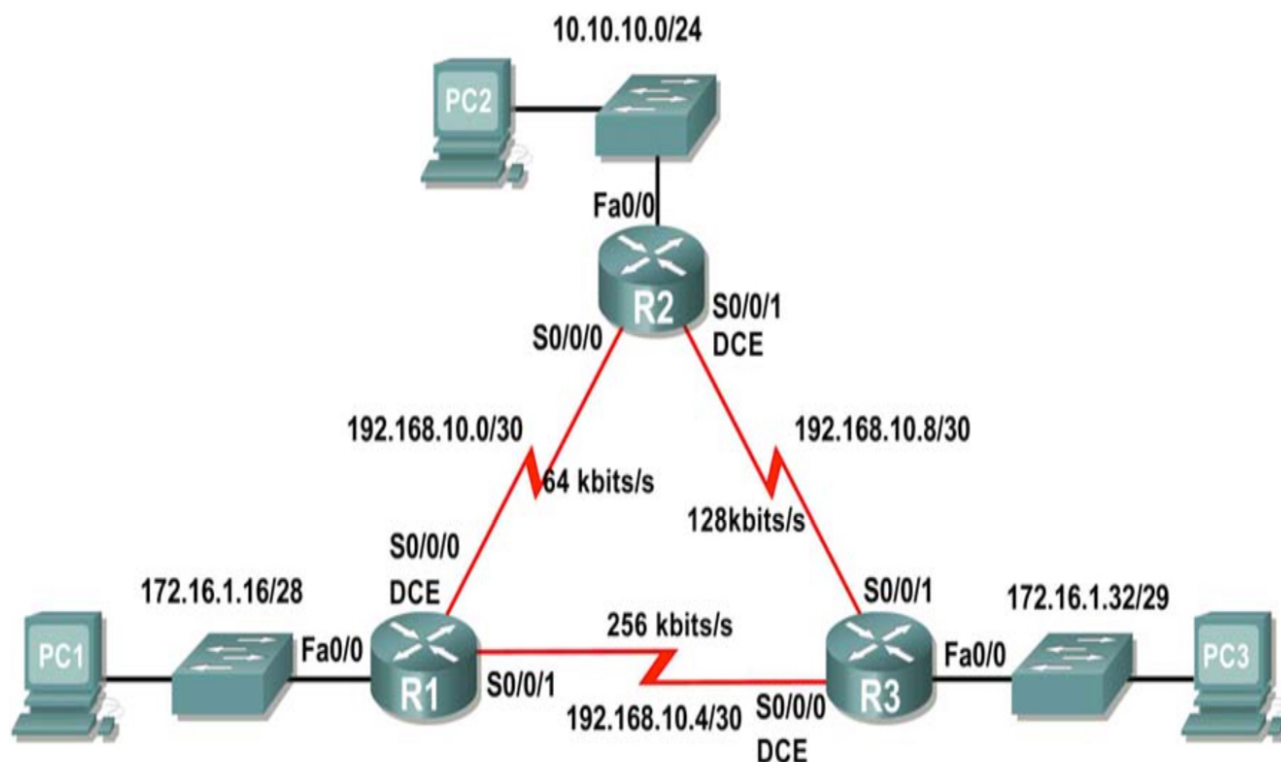 10.10.10.0/24
PC2
Fa0/0
R2
S0/0/1
DCE
S0/0/0
192.168.10.0/30
192.168.10.8/30
64 kbits/s
128kbits/s
S0/0/0
DCE
172.16.1.16/28
S0/0/1
172.16.1.32/29
256 kbits/s
PC1
Fa0/0
R1
S0/0/1
192.168.10.4/30
S0/0/0
DCE
R3
Fa0/0
PC3